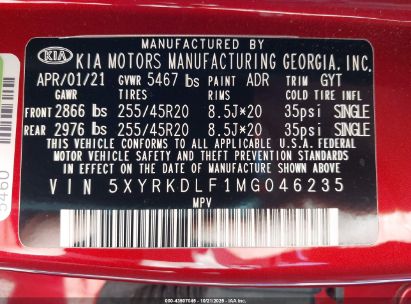 MANUFACTURED BY
KIA KIA MOTORS MANUFACTURING GEORGIA, INC.
APR/01/21 GVWR 5467 lbs PAINT ADR TRIM GYT
GAWR TIRES RIMS COLD TIRE INFL
FRONT 2866 lbs 255/45R20 8.5J×20 35psi SINGLE
REAR 2976 lbs 255/45R20 8.5J×20 35psi SINGLE
THIS VEHICLE CONFORMS TO ALL APPLICABLE U.S. FEDERAL
MOTOR VEHICLE SAFETY AND THEFT PREVENTION STANDARDS
IN EFFECT ON THE DATE OF MANUFACTURE SHOWN ABOVE.
VIN 5XYRKDLF1MG046235
MPV
5460